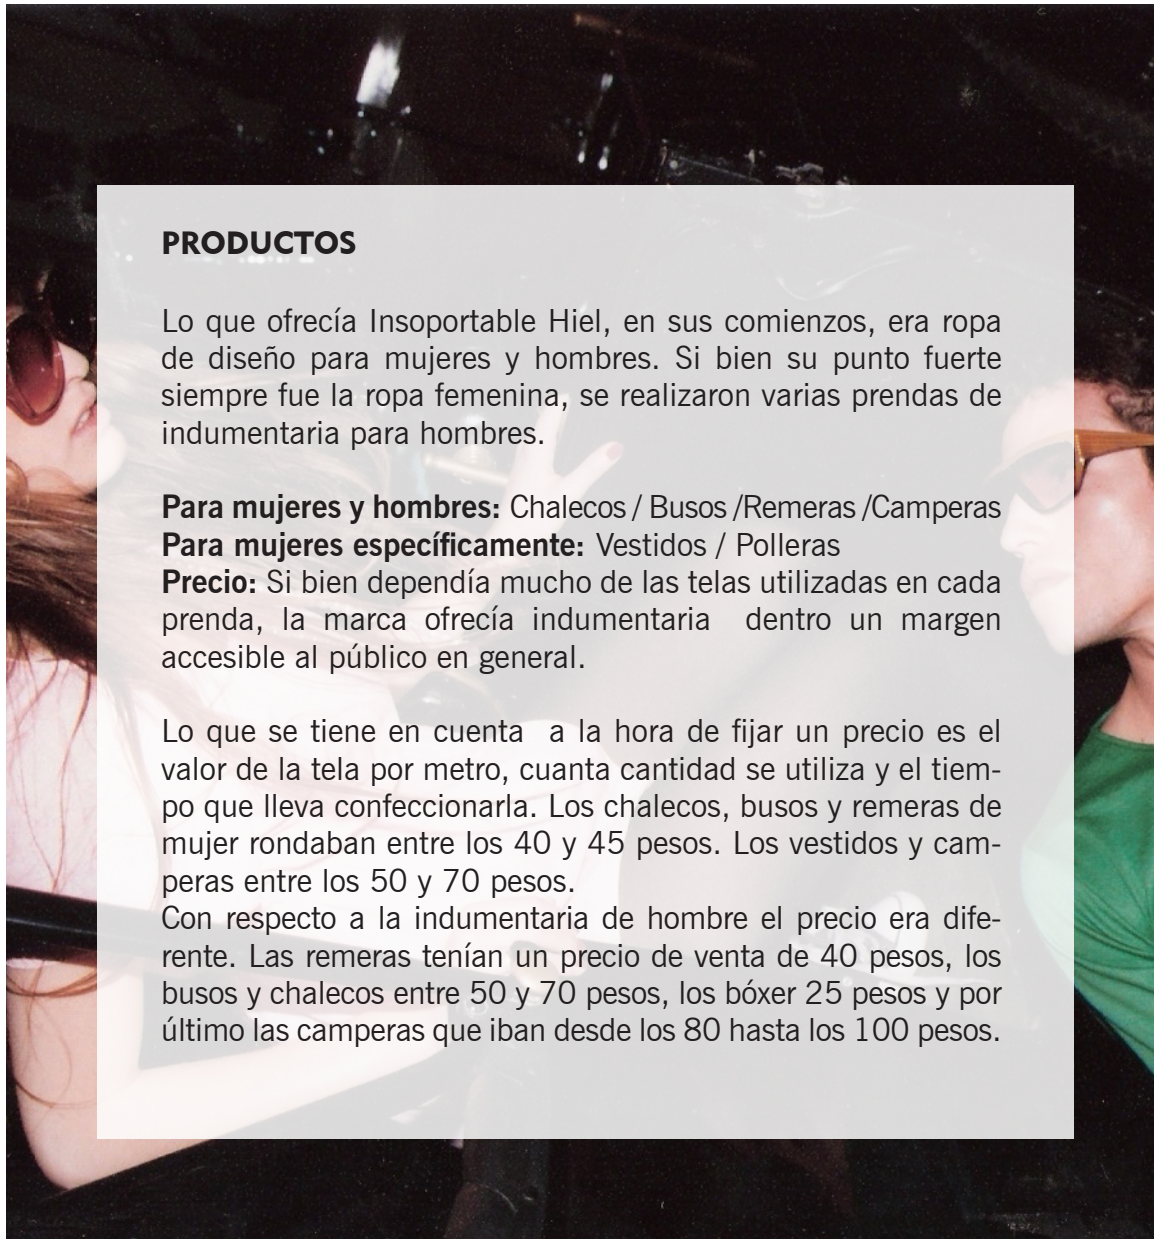 PRODUCTOS
Lo que ofrecía Insoportable Hiel, en sus comienzos, era ropa
de diseño para mujeres y hombres. Si bien su punto fuerte
siempre fue la ropa femenina, se realizaron varias prendas de
indumentaria para hombres.
Para mujeres y hombres: Chalecos / Busos /Remeras /Camperas
Para mujeres específicamente: Vestidos / Polleras
Precio: Si bien dependía mucho de las telas utilizadas en cada
prenda, la marca ofrecía indumentaria  dentro un margen
accesible al público en general.
Lo que se tiene en cuenta  a la hora de fijar un precio es el
valor de la tela por metro, cuanta cantidad se utiliza y el tiem-
po que lleva confeccionarla. Los chalecos, busos y remeras de
mujer rondaban entre los 40 y 45 pesos. Los vestidos y cam-
peras entre los 50 y 70 pesos.
Con respecto a la indumentaria de hombre el precio era dife-
rente. Las remeras tenían un precio de venta de 40 pesos, los
busos y chalecos entre 50 y 70 pesos, los bóxer 25 pesos y por
último las camperas que iban desde los 80 hasta los 100 pesos.